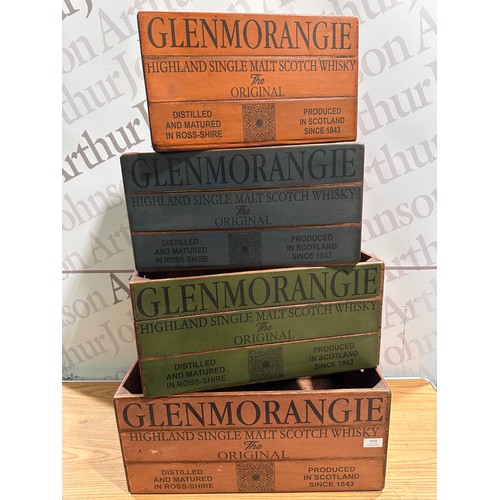 GLENMORANGIE
HIGHLAND SINGLE MALT SCOTCH WHISKY
The
ORIGINAL
DISTILLED
AND MATURED
IN ROSS-SHIRE
PRODUCED
IN SCOTLAND
SINCE 1843
GLENMORANGIE
HIGHLAND SINGLE MALT SCOTCH WHISKY
The
ORIGINAL
DISTILLED
AND MATURED
IN ROSS-SHIRE
PRODUCED
IN SCOTLAND
SINCE 1843
GLENMORANGIE
HIGHLAND SINGLE MALT SCOTCH WHISKY
The
ORIGINAL
DISTILLED
AND MATURED
IN ROSS-SHIRE
PRODUCED
IN SCOTLAND
SINCE 1843
GLENMORANGIE
HIGHLAND SINGLE MALT SCOTCH WHISKY
The
ORIGINAL
DISTILLED
AND MATURED
IN ROSS-SHIRE
PRODUCED
IN SCOTLAND
SINCE 1843
Arthur Johnson